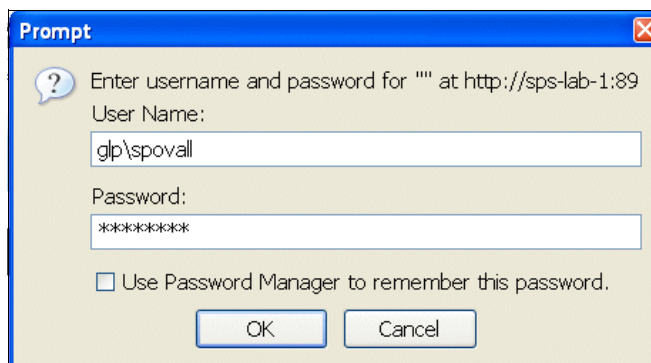 Prompt
Enter username and password for "" at http://sps-lab-1:89
User Name:
glp\spovall
Password:
********
Use Password Manager to remember this password.
OK
Cancel